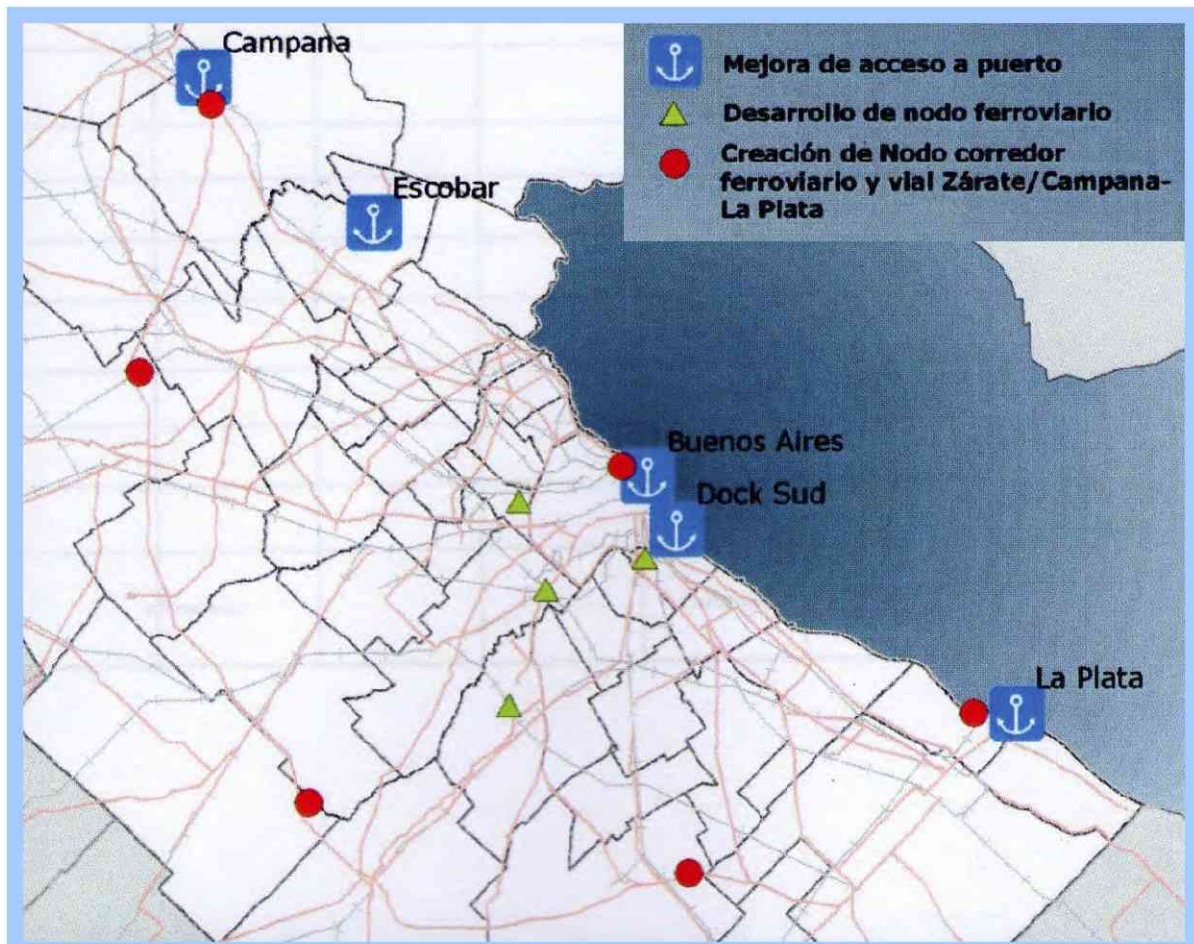 Campana
Mejora de acceso a puerto
Desarrollo de nodo ferroviario
Creación de Nodo corredor
ferroviario y vial Zárate/Campana-
La Plata
Escobar
Buenos Aires
Dock Sud
La Plata